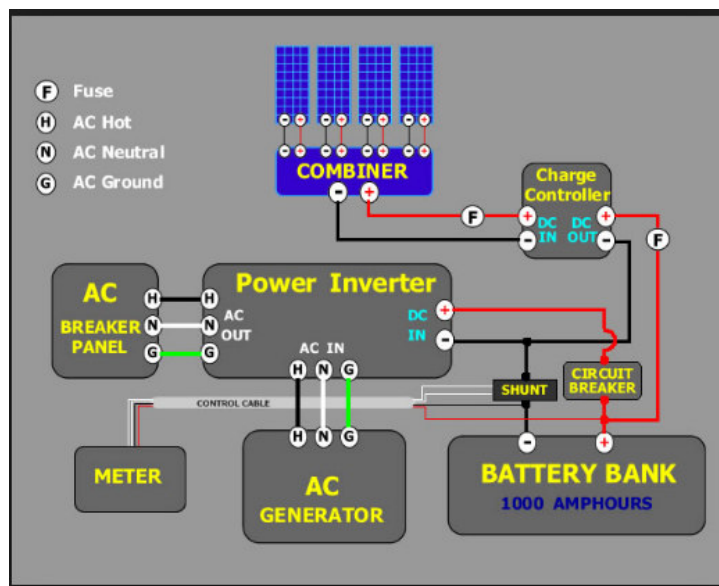 F Fuse
H AC Hot
N AC Neutral
G AC Ground
- + - + - + - +
- + - + - + - +
COMBINER
- +
Charge
Controller
F
+ DC DC +
- IN OUT -
F
AC
BREAKER
PANEL
H H
N N
G G
Power Inverter
AC
OUT
DC +
IN -
AC IN
H N G
CONTROL CABLE
SHUNT
CIRCUIT
BREAKER
METER
H N G
AC
GENERATOR
- +
BATTERY BANK
1000 AMPHOURS